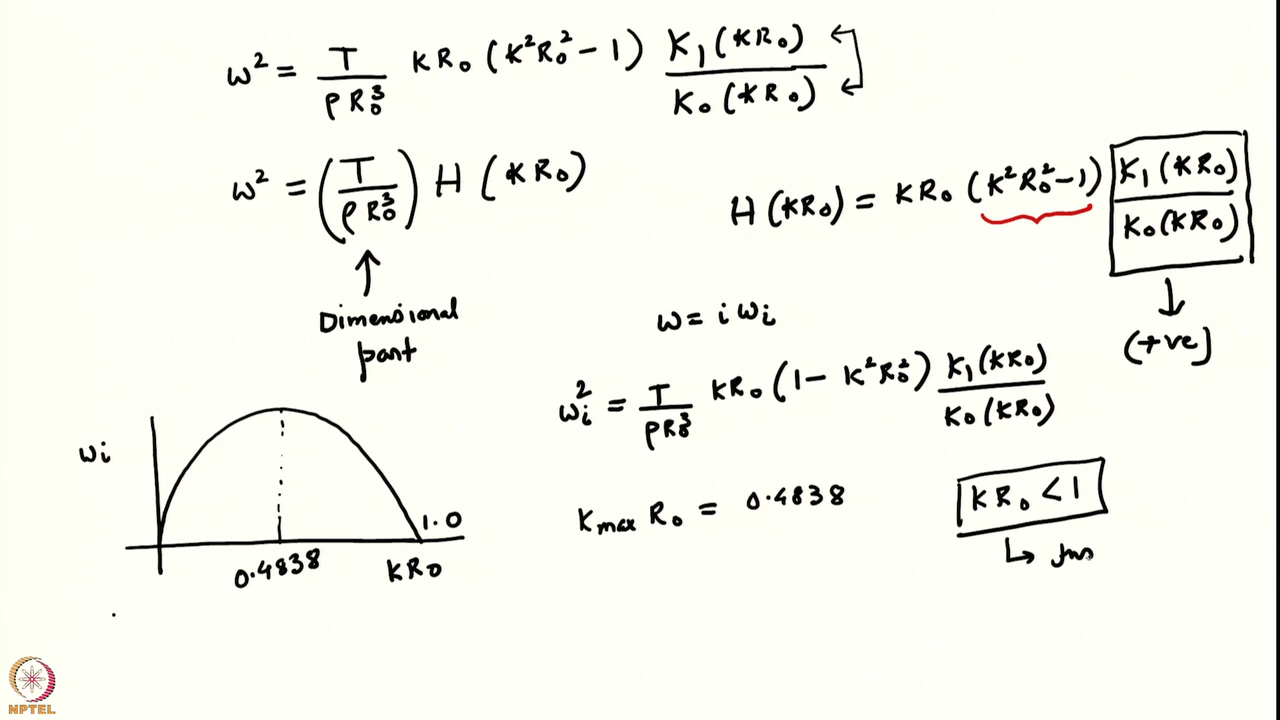 ω² = T/(ρR₀³) kR₀ (k²R₀² - 1) K₁(kR₀)/K₀(kR₀)
ω² = (T/(ρR₀³)) H(kR₀)
H(kR₀) = kR₀ (k²R₀² - 1) K₁(kR₀)/K₀(kR₀)
(+ve)
Dimensional
part
ω = iωᵢ
ωᵢ² = T/(ρR₀³) kR₀ (1 - k²R₀²) K₁(kR₀)/K₀(kR₀)
ωᵢ
1.0
0.4838
kR₀
kmax R₀ = 0.4838
kR₀ < 1
NPTEL